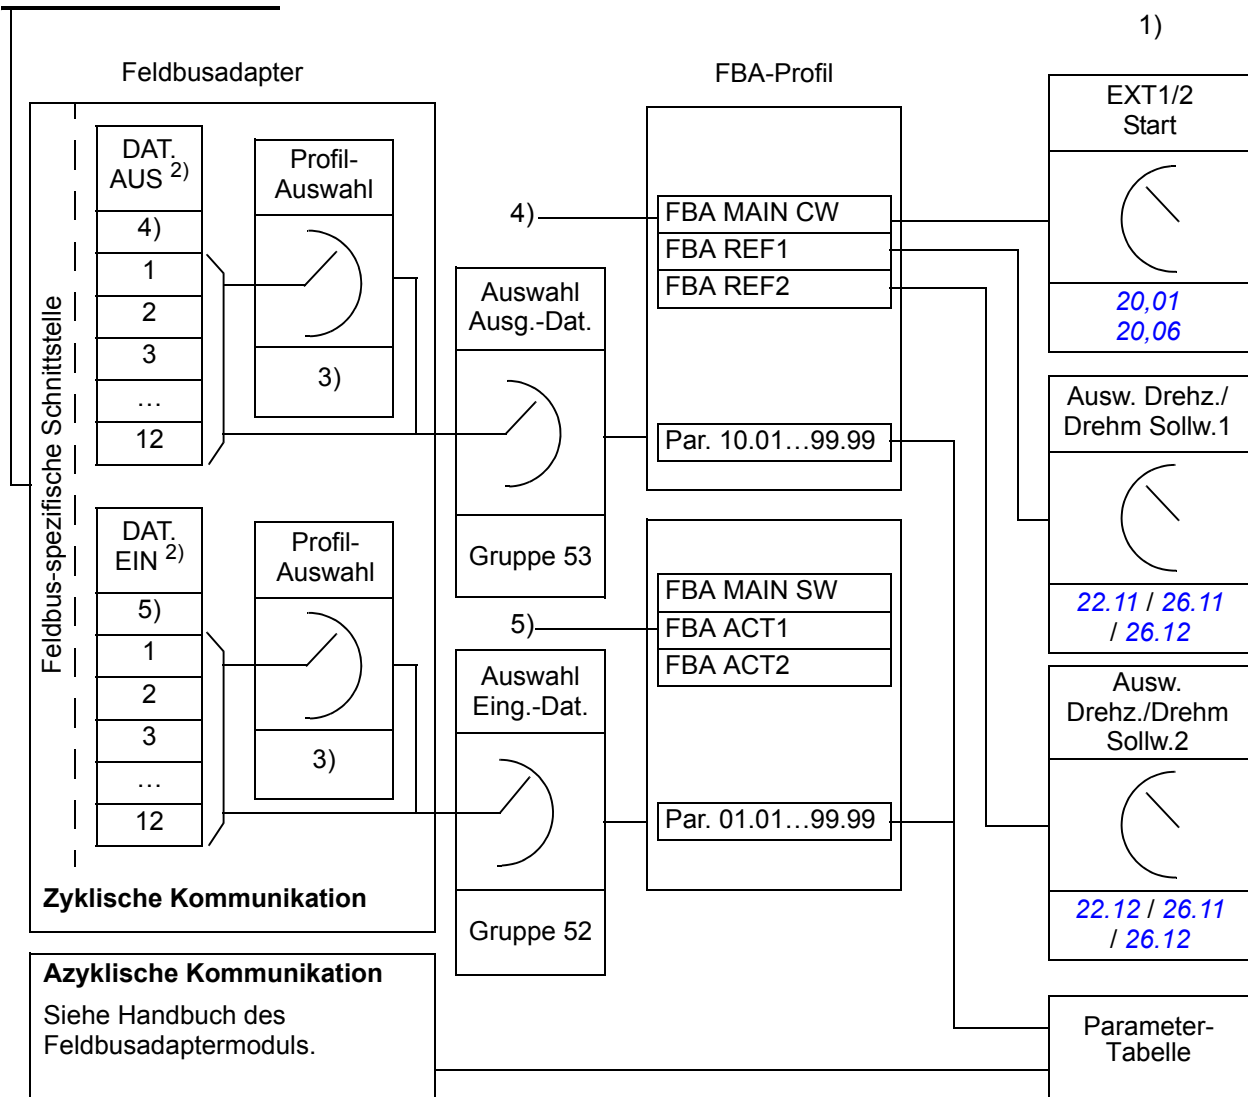 1)
Feldbusadapter
FBA-Profil
Feldbus-spezifische Schnittstelle
DAT.
AUS 2)
4)
1
2
3
…
12
Profil-
Auswahl
3)
DAT.
EIN 2)
5)
1
2
3
…
12
Profil-
Auswahl
3)
Zyklische Kommunikation
Azyklische Kommunikation
Siehe Handbuch des
Feldbusadaptermoduls.
4)
Auswahl
Ausg.-Dat.
Gruppe 53
5)
Auswahl
Eing.-Dat.
Gruppe 52
FBA MAIN CW
FBA REF1
FBA REF2
Par. 10.01…99.99
FBA MAIN SW
FBA ACT1
FBA ACT2
Par. 01.01…99.99
EXT1/2
Start
20,01
20,06
Ausw. Drehz./
Drehm Sollw.1
22.11 / 26.11
/ 26.12
Ausw.
Drehz./Drehm
Sollw.2
22.12 / 26.11
/ 26.12
Parameter-
Tabelle